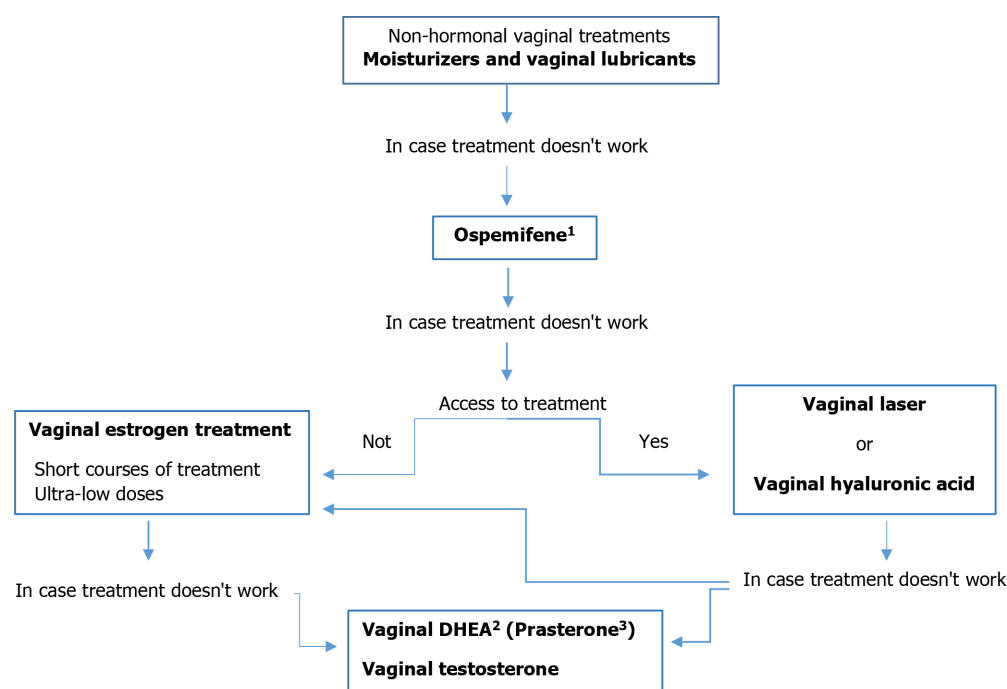 Non-hormonal vaginal treatments
Moisturizers and vaginal lubricants
In case treatment doesn't work
Ospemifene¹
In case treatment doesn't work
Access to treatment
Not
Yes
Vaginal estrogen treatment
Short courses of treatment
Ultra-low doses
Vaginal laser
or
Vaginal hyaluronic acid
In case treatment doesn't work
In case treatment doesn't work
Vaginal DHEA² (Prasterone³)
Vaginal testosterone